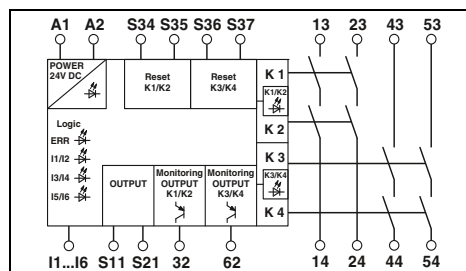 A1 A2 S34 S35 S36 S37 13 23 43 53
POWER
24V DC
Reset
K1/K2
Reset
K3/K4
K 1
K1/K2
K 2
Logic
ERR
I1/I2
I3/I4
I5/I6
K 3
K3/K4
K 4
OUTPUT
Monitoring
OUTPUT
K1/K2
Monitoring
OUTPUT
K3/K4
I1...I6 S11 S21 32 62 14 24 44 54